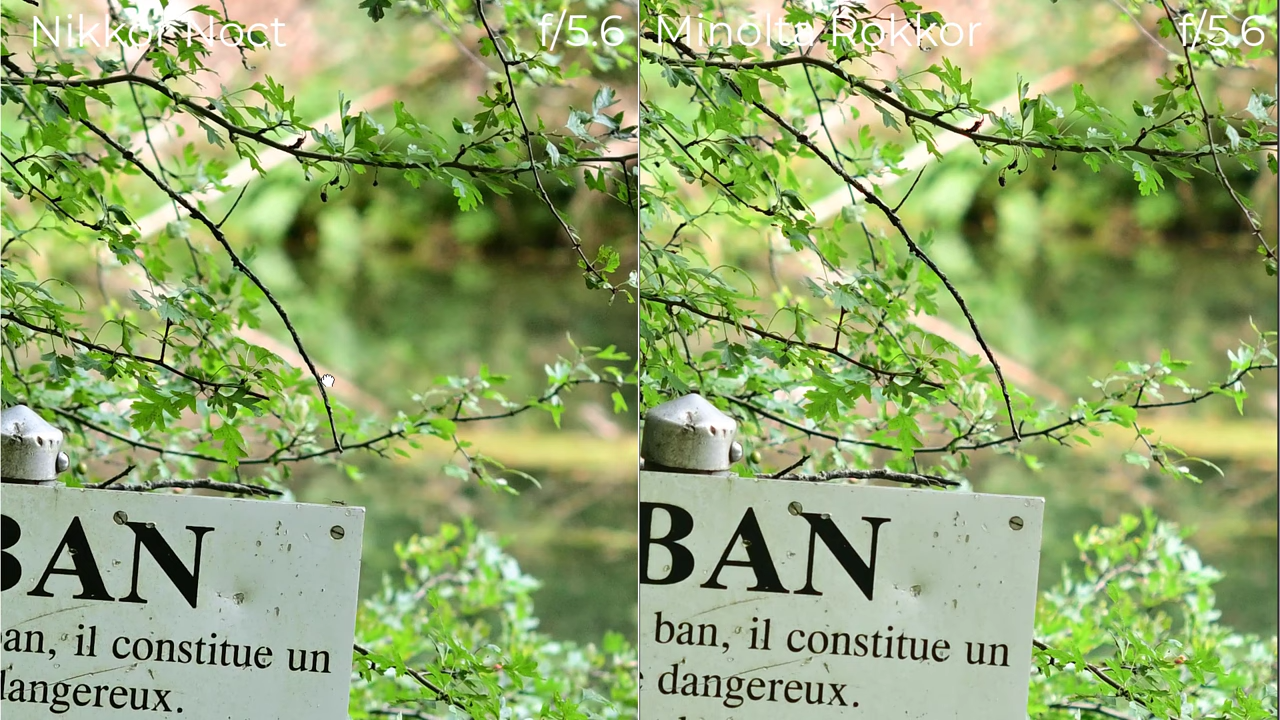 Nikkor Noct f/5.6
Minolta Rokkor f/5.6
BAN
ban, il constitue un
dangereux.
BAN
ban, il constitue un
dangereux.